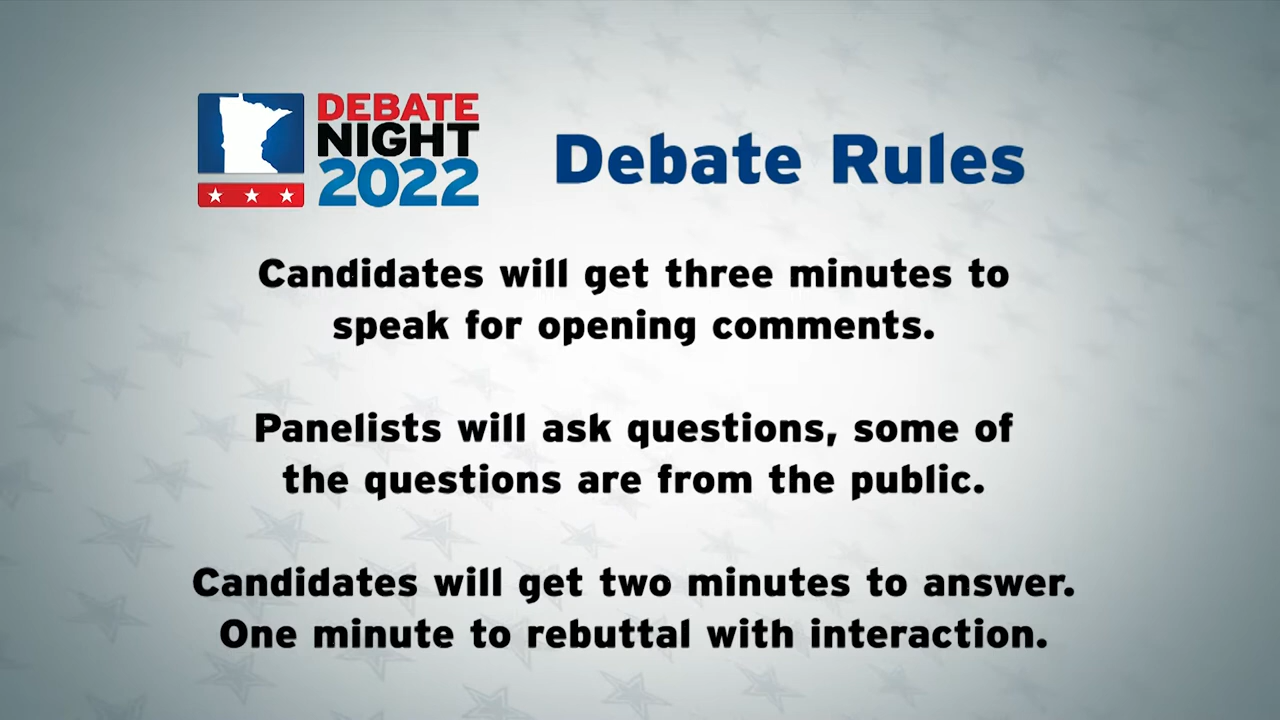 DEBATE
NIGHT
2022
Debate Rules
Candidates will get three minutes to
speak for opening comments.
Panelists will ask questions, some of
the questions are from the public.
Candidates will get two minutes to answer.
One minute to rebuttal with interaction.